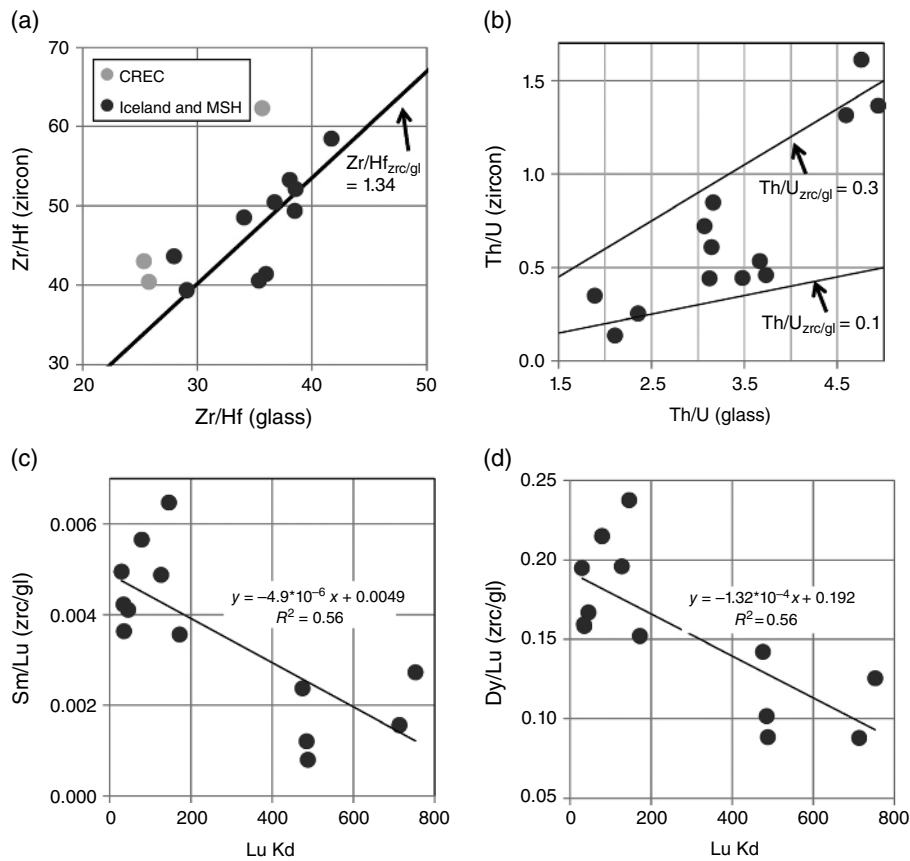 (a)
70
60
50
40
30
Zr/Hf (zircon)
CREC
Iceland and MSH
Zr/Hfzrc/gl
= 1.34
20
30
40
50
Zr/Hf (glass)
(b)
1.5
1.0
0.5
0.0
Th/U (zircon)
Th/Uzrc/gl = 0.3
Th/Uzrc/gl = 0.1
1.5
2.5
3.5
4.5
Th/U (glass)
(c)
0.006
0.004
0.002
0.000
Sm/Lu (zrc/gl)
y = −4.9*10−6 x + 0.0049
R2 = 0.56
0
200
400
600
800
Lu Kd
(d)
0.25
0.20
0.15
0.10
0.05
Dy/Lu (zrc/gl)
y = −1.32*10−4 x + 0.192
R2 = 0.56
0
200
400
600
800
Lu Kd